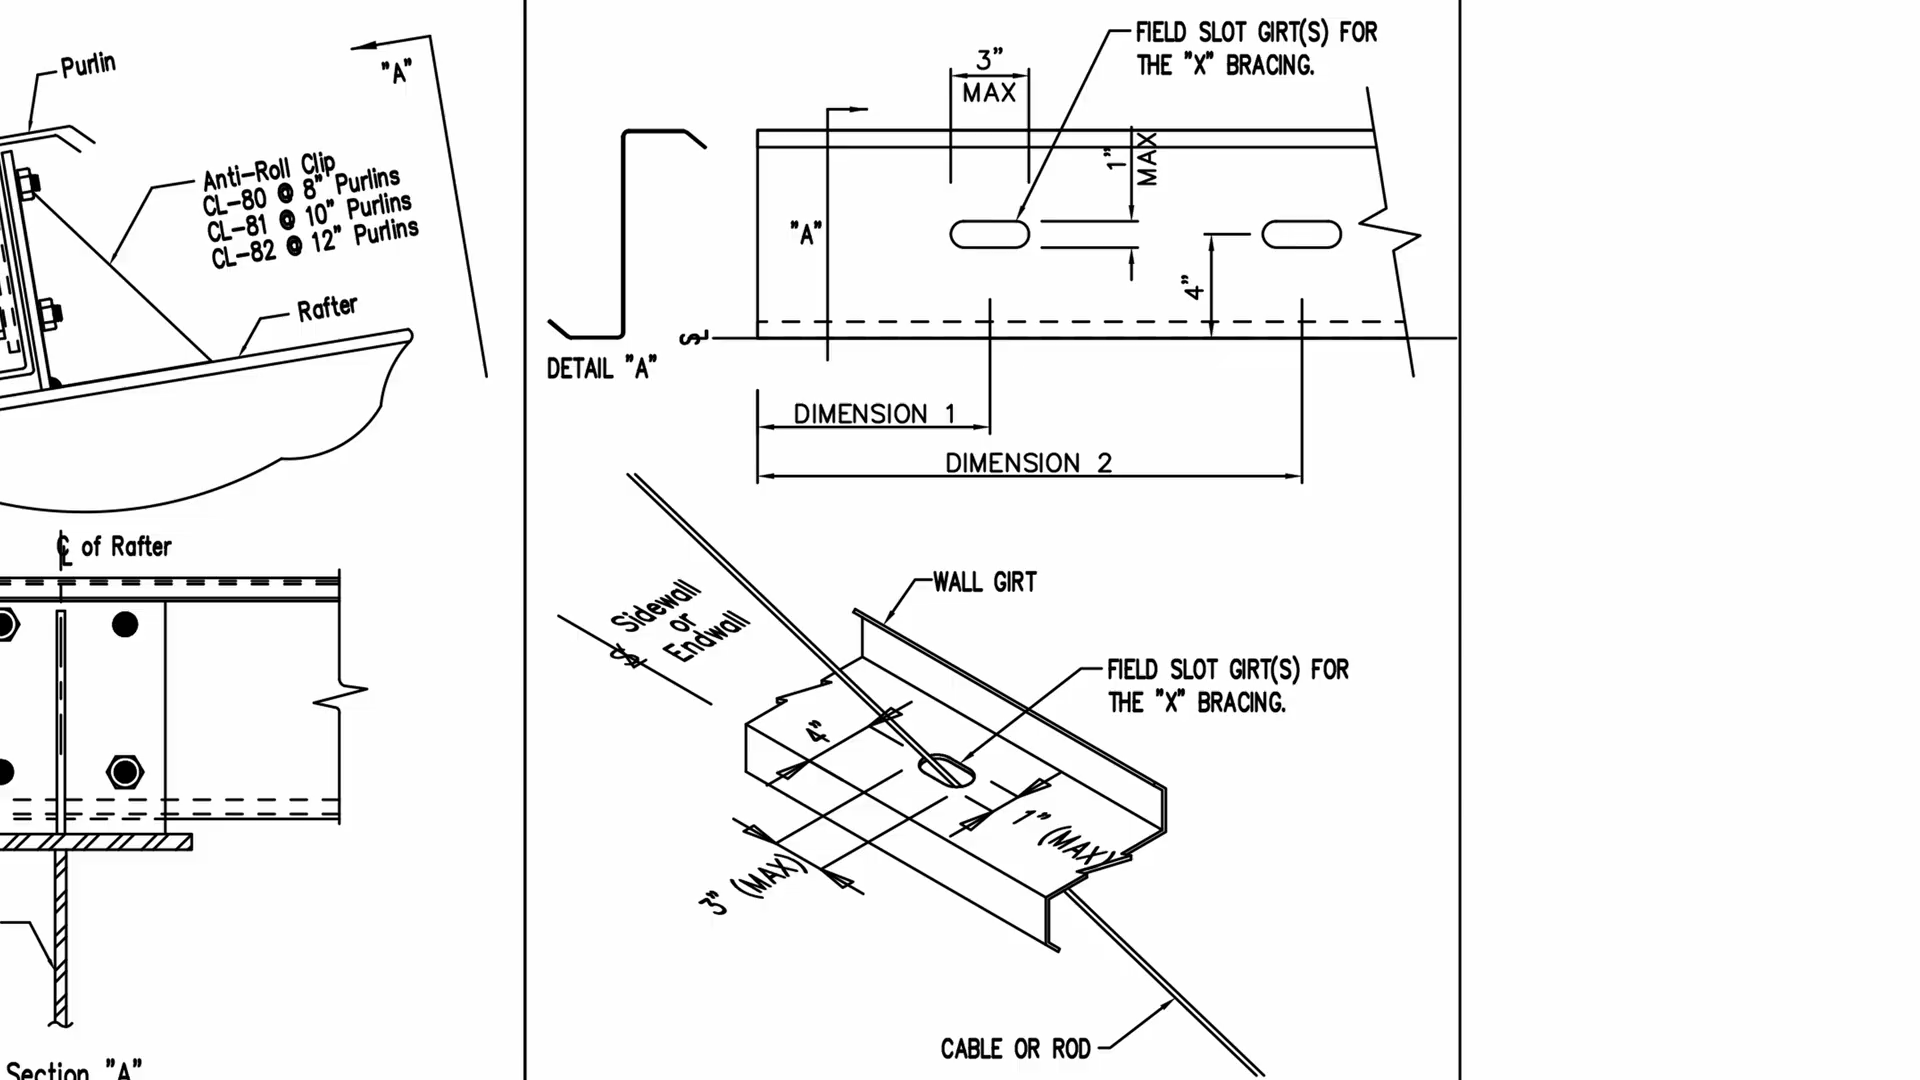 Purlin
"A"
Anti-Roll Clip
CL-80 @ 8" Purlins
CL-81 @ 10" Purlins
CL-82 @ 12" Purlins
Rafter
℄ of Rafter
Section "A"
FIELD SLOT GIRT(S) FOR
THE "X" BRACING.
3"
MAX
1"
MAX
"A"
4"
SL
DETAIL "A"
DIMENSION 1
DIMENSION 2
WALL GIRT
Sidewall
or
Endwall
SL
FIELD SLOT GIRT(S) FOR
THE "X" BRACING.
4"
1" (MAX)
3" (MAX)
CABLE OR ROD